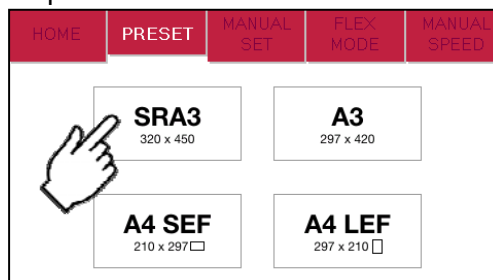 HOME
PRESET
MANUAL
SET
FLEX
MODE
MANUAL
SPEED
SRA3
320 x 450
A3
297 x 420
A4 SEF
210 x 297
A4 LEF
297 x 210